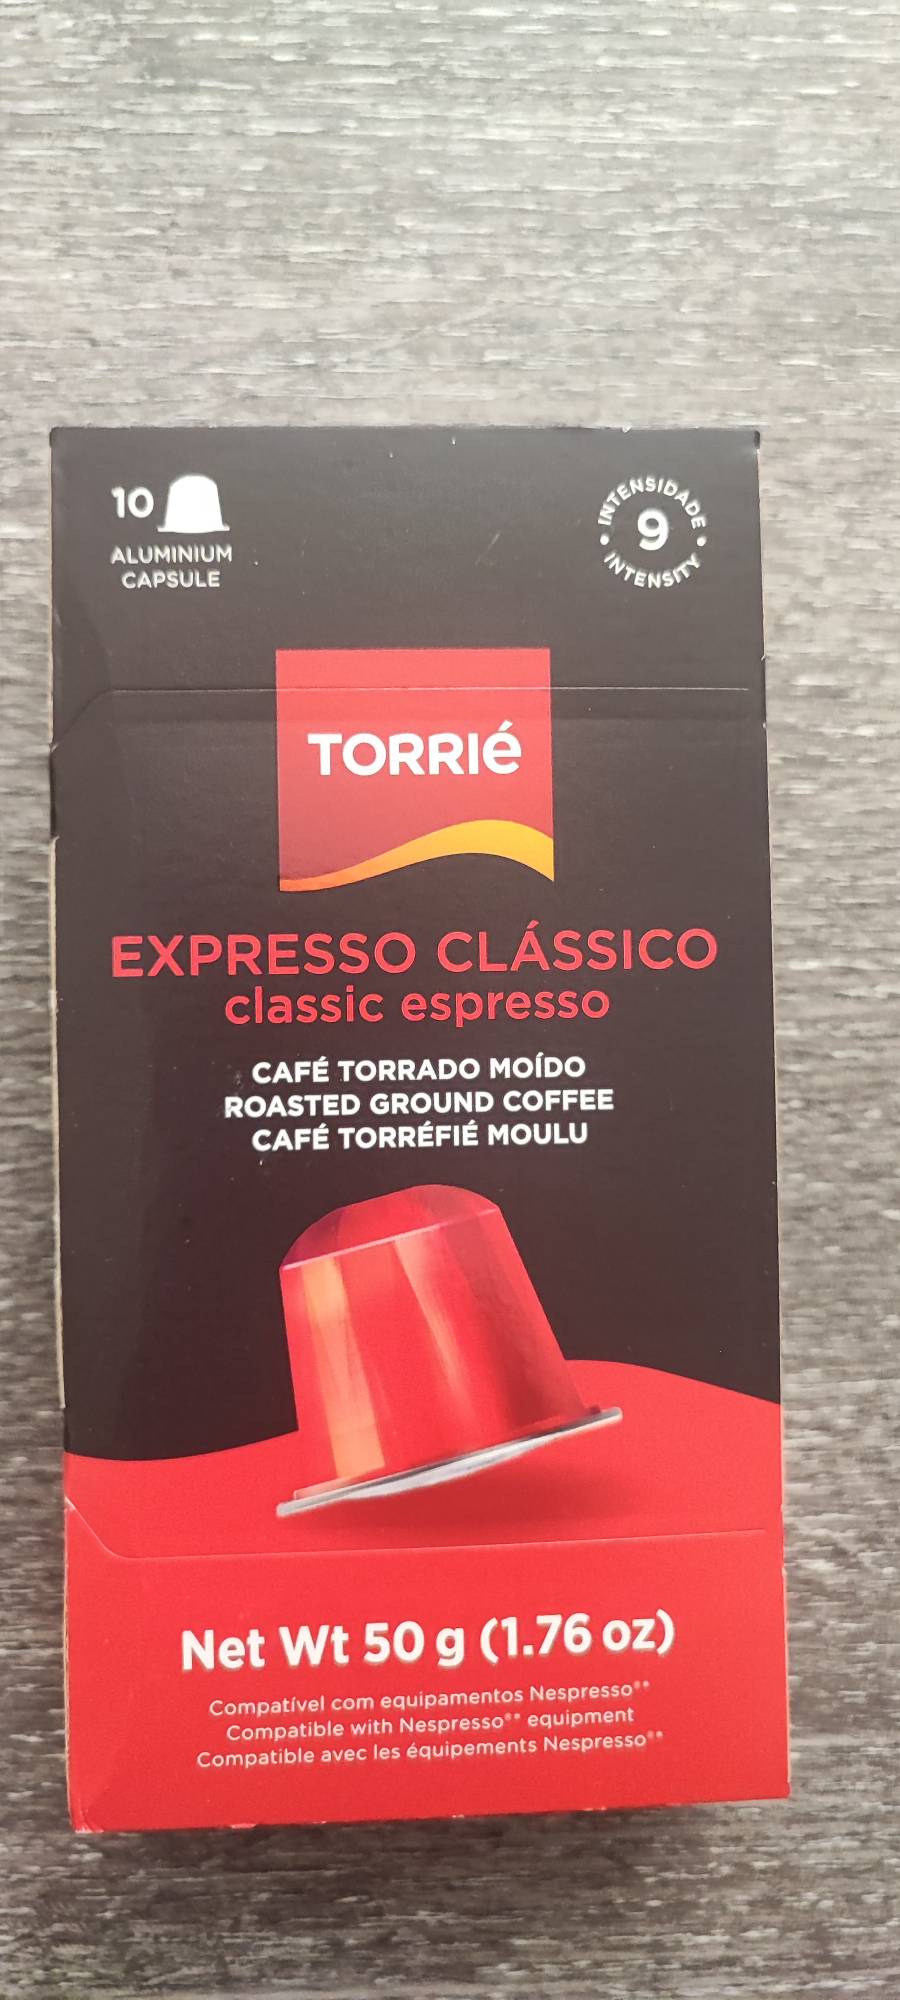 10
ALUMINIUM
CAPSULE
INTENSIDADE
9
INTENSITY
TORRIé
EXPRESSO CLÁSSICO
classic espresso
CAFÉ TORRADO MOÍDO
ROASTED GROUND COFFEE
CAFÉ TORRÉFIÉ MOULU
Net Wt 50 g (1.76 oz)
Compatível com equipamentos Nespresso®*
Compatible with Nespresso®* equipment
Compatible avec les équipements Nespresso®*